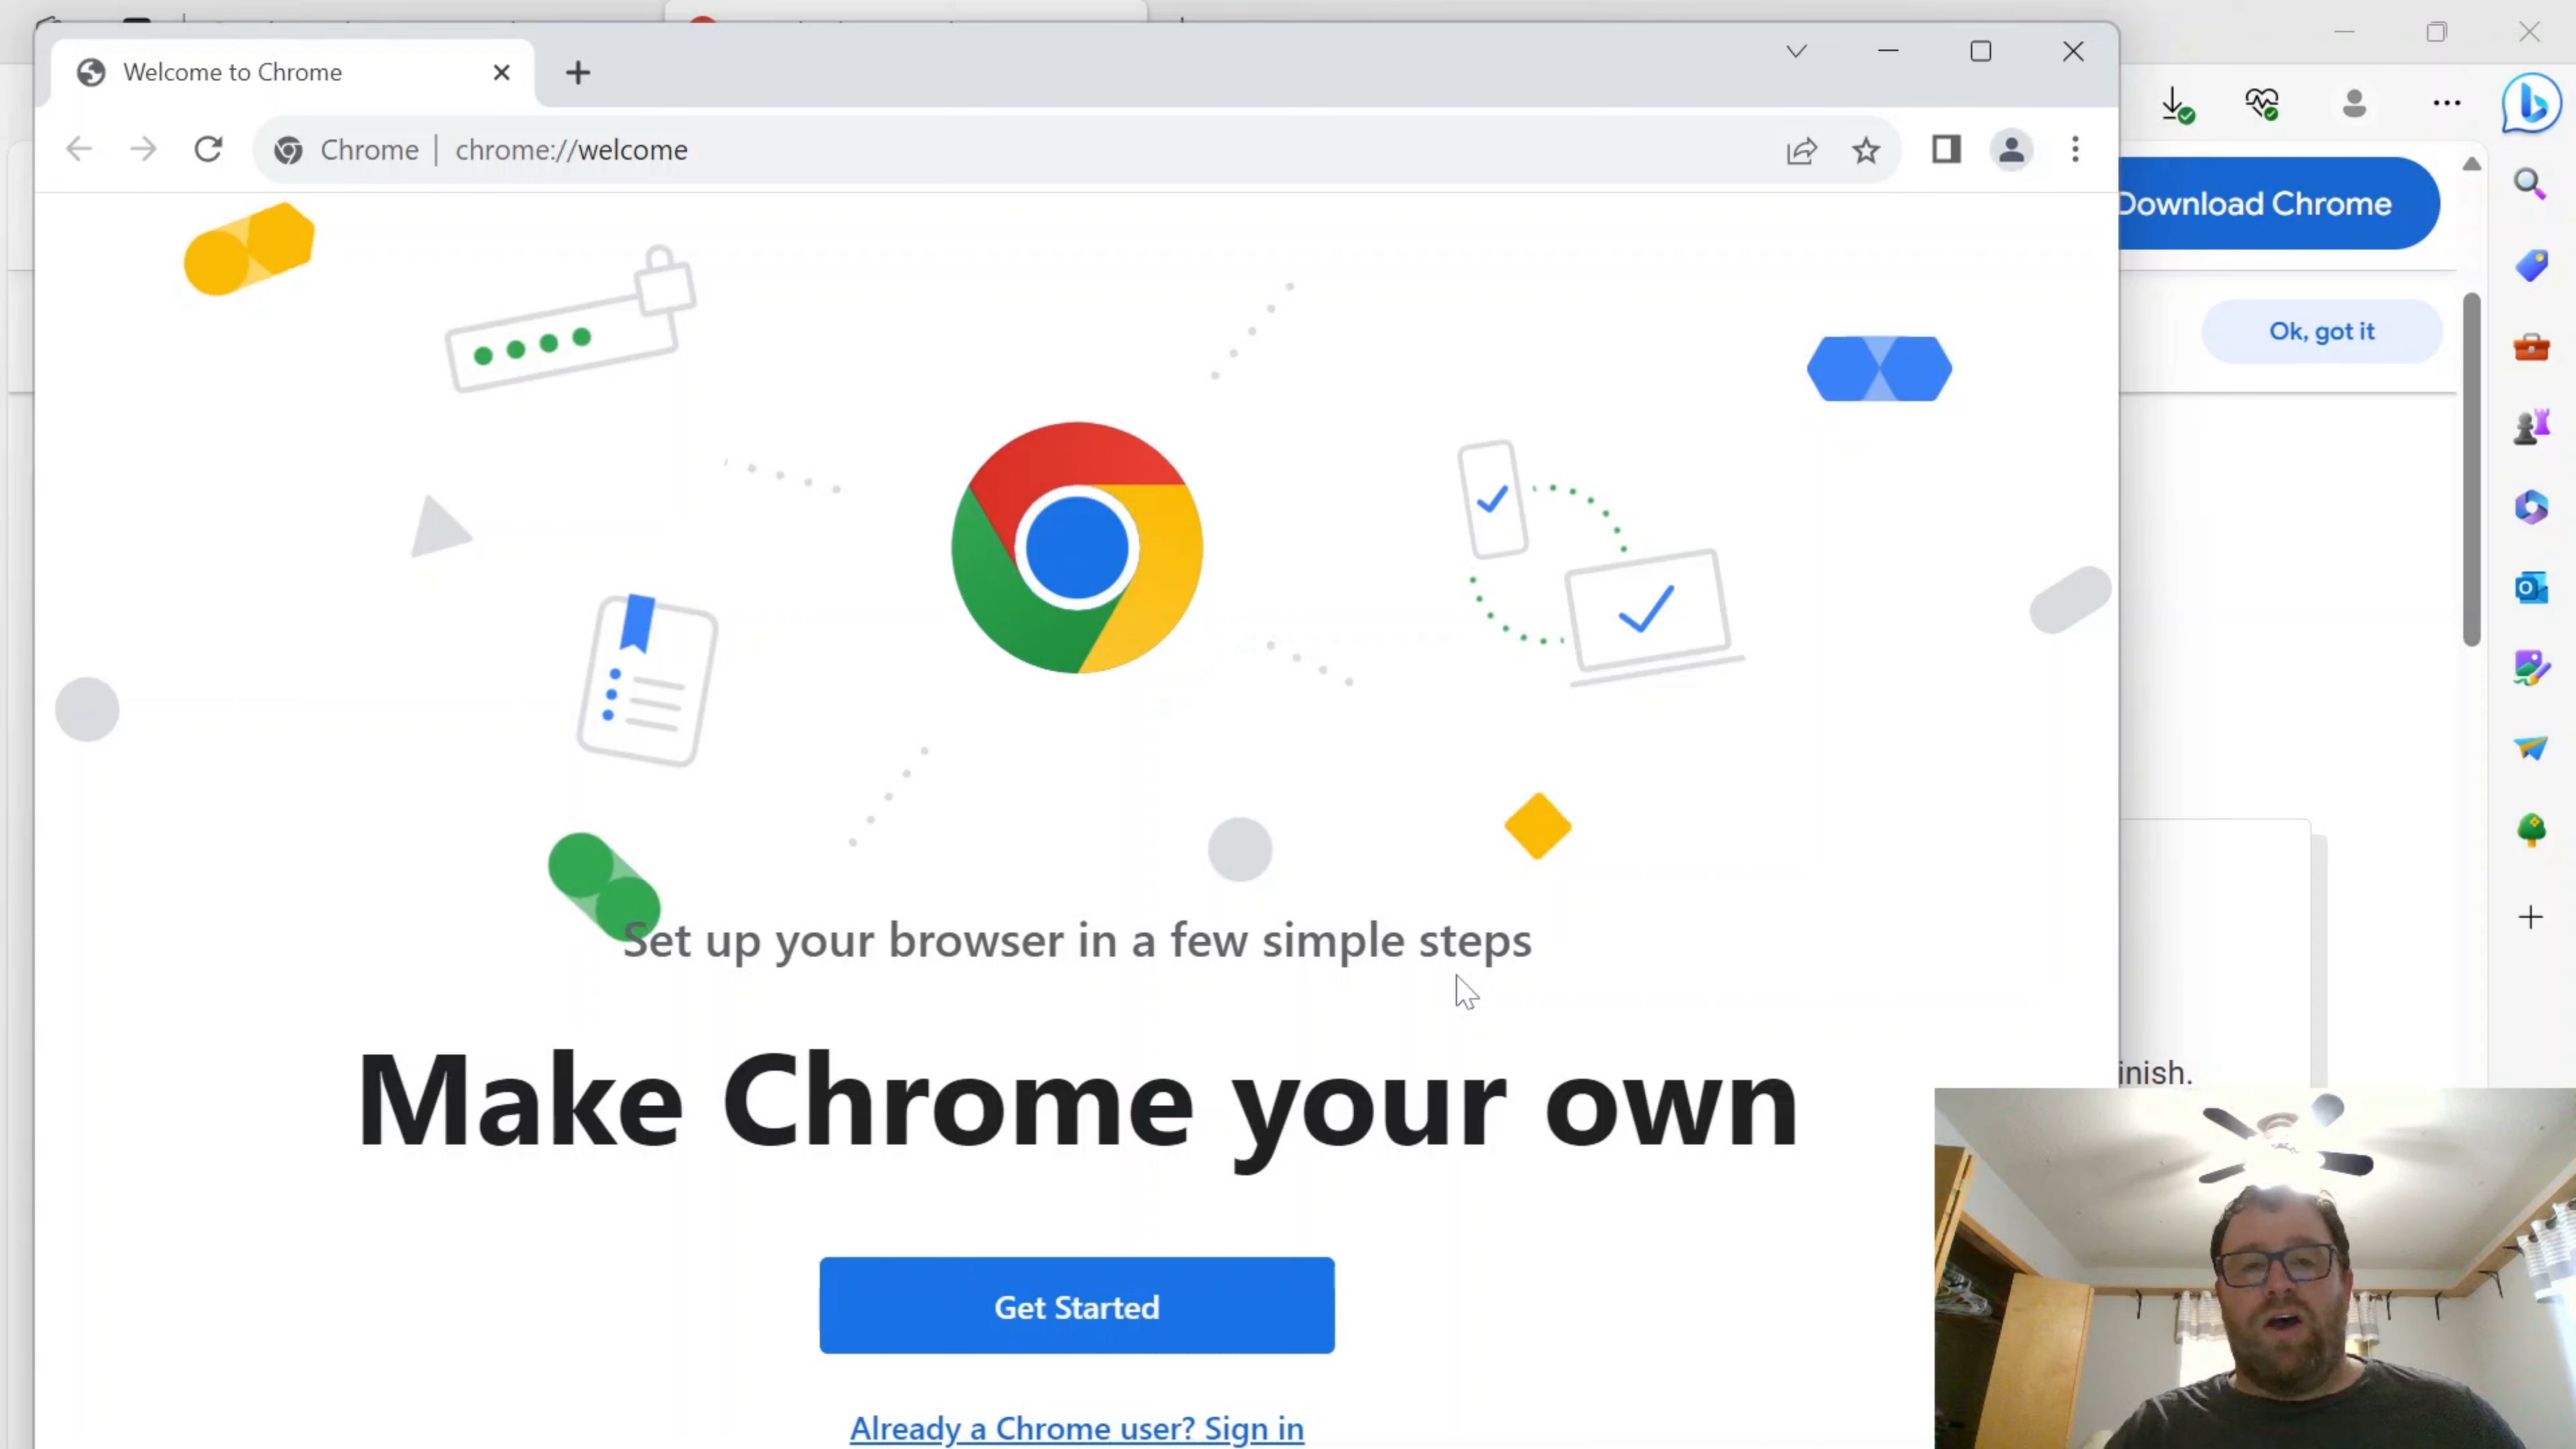 Welcome to Chrome
Chrome | chrome://welcome
Download Chrome
Ok, got it
Set up your browser in a few simple steps
Make Chrome your own
inish.
Get Started
Already a Chrome user? Sign in